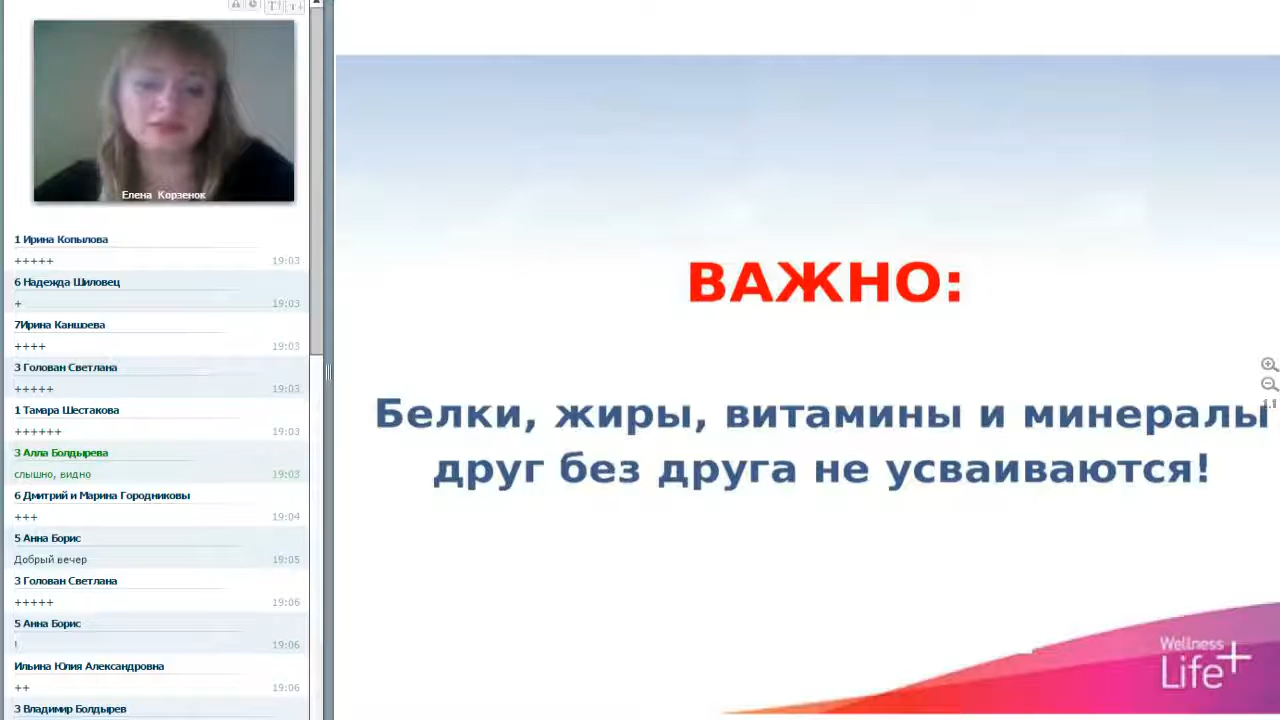 Елена Корзенок
1 Ирина Копылова
+++++
19:03
6 Надежда Шиловец
+
19:03
7Ирина Каншоева
++++
19:03
3 Голован Светлана
+++++
19:03
1 Тамара Шестакова
++++++
19:03
3 Алла Болдырева
слышно, видно
19:03
6 Дмитрий и Марина Городниковы
+++
19:04
5 Анна Борис
Добрый вечер
19:05
3 Голован Светлана
+++++
19:06
5 Анна Борис
!
19:06
Ильина Юлия Александровна
++
19:06
3 Владимир Болдырев
ВАЖНО:
Белки, жиры, витамины и минералы
друг без друга не усваиваются!
1:1
Wellness
Life+